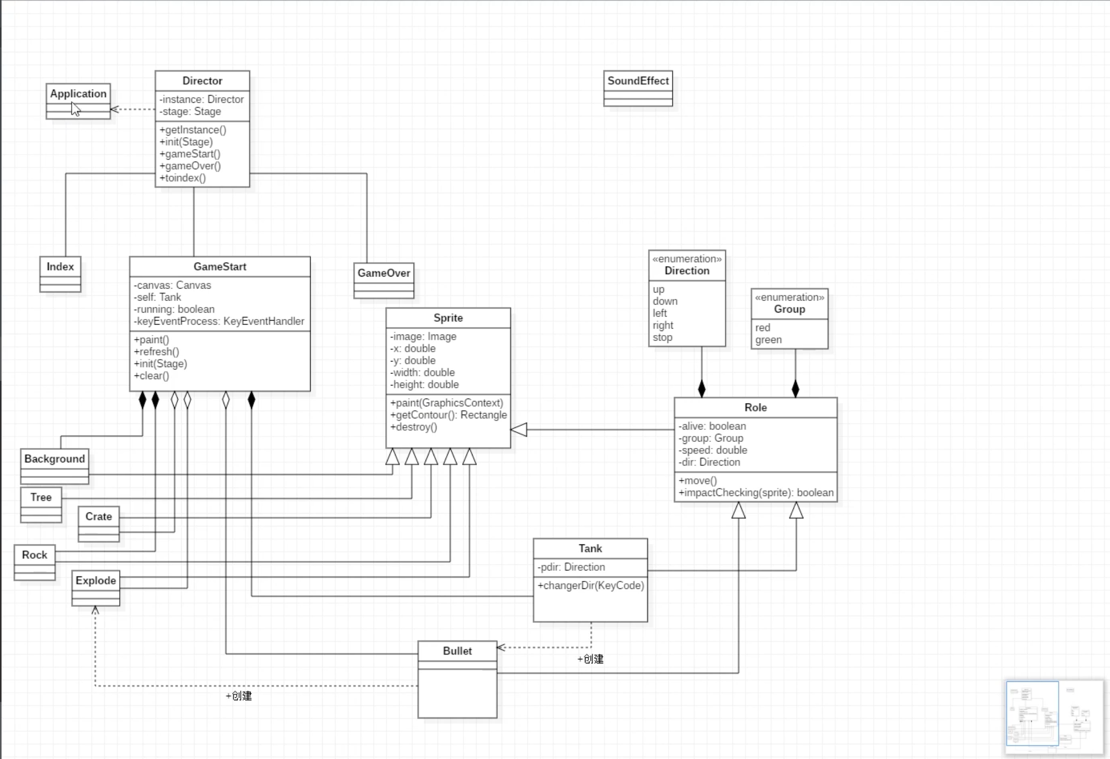 Application
Director
-instance: Director
-stage: Stage
+getInstance()
+init(Stage)
+gameStart()
+gameOver()
+toindex()
SoundEffect
Index
GameStart
-canvas: Canvas
-self: Tank
-running: boolean
-keyEventProcess: KeyEventHandler
+paint()
+refresh()
+init(Stage)
+clear()
GameOver
Sprite
-image: Image
-x: double
-y: double
-width: double
-height: double
+paint(GraphicsContext)
+getContour(): Rectangle
+destroy()
«enumeration»
Direction
up
down
left
right
stop
«enumeration»
Group
red
green
Role
-alive: boolean
-group: Group
-speed: double
-dir: Direction
+move()
+impactChecking(sprite): boolean
Background
Tree
Crate
Rock
Explode
Tank
-pdir: Direction
+changerDir(KeyCode)
Bullet
+创建
+创建